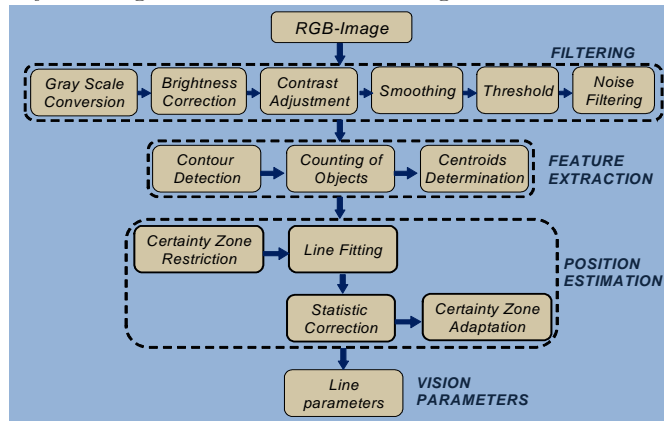 RGB-Image
FILTERING
Gray Scale
Conversion
Brightness
Correction
Contrast
Adjustment
Smoothing
Threshold
Noise
Filtering
Contour
Detection
Counting of
Objects
Centroids
Determination
FEATURE
EXTRACTION
Certainty Zone
Restriction
Line Fitting
POSITION
ESTIMATION
Statistic
Correction
Certainty Zone
Adaptation
Line
parameters
VISION
PARAMETERS